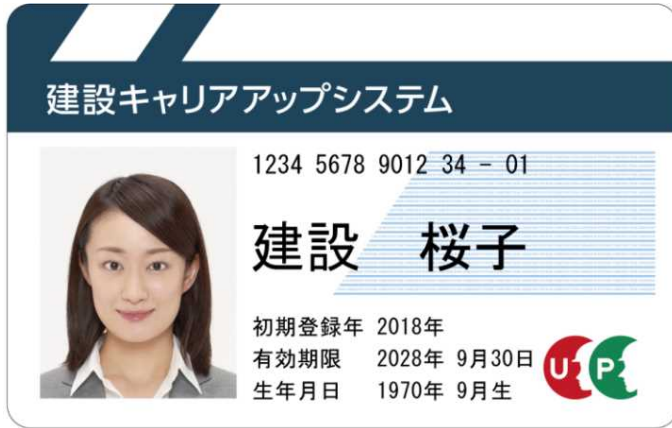 建設キャリアアップシステム
1234 5678 9012 34 - 01
建設 桜子
初期登録年 2018年
有効期限 2028年 9月30日
生年月日 1970年 9月生
UP